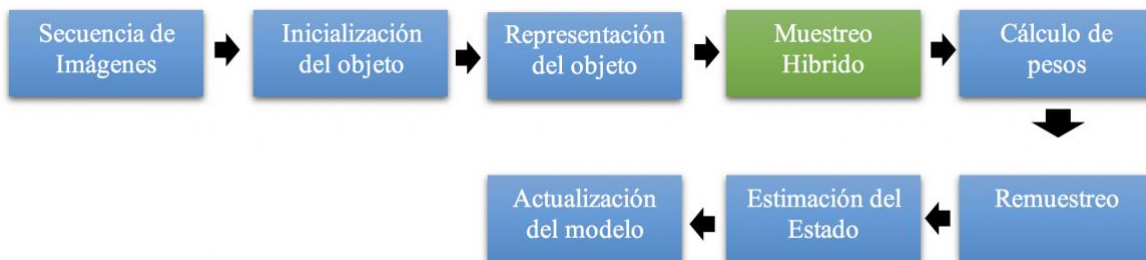 Secuencia de
Imágenes
Inicialización
del objeto
Representación
del objeto
Muestreo
Hibrido
Cálculo de
pesos
Remuestreo
Estimación del
Estado
Actualización
del modelo